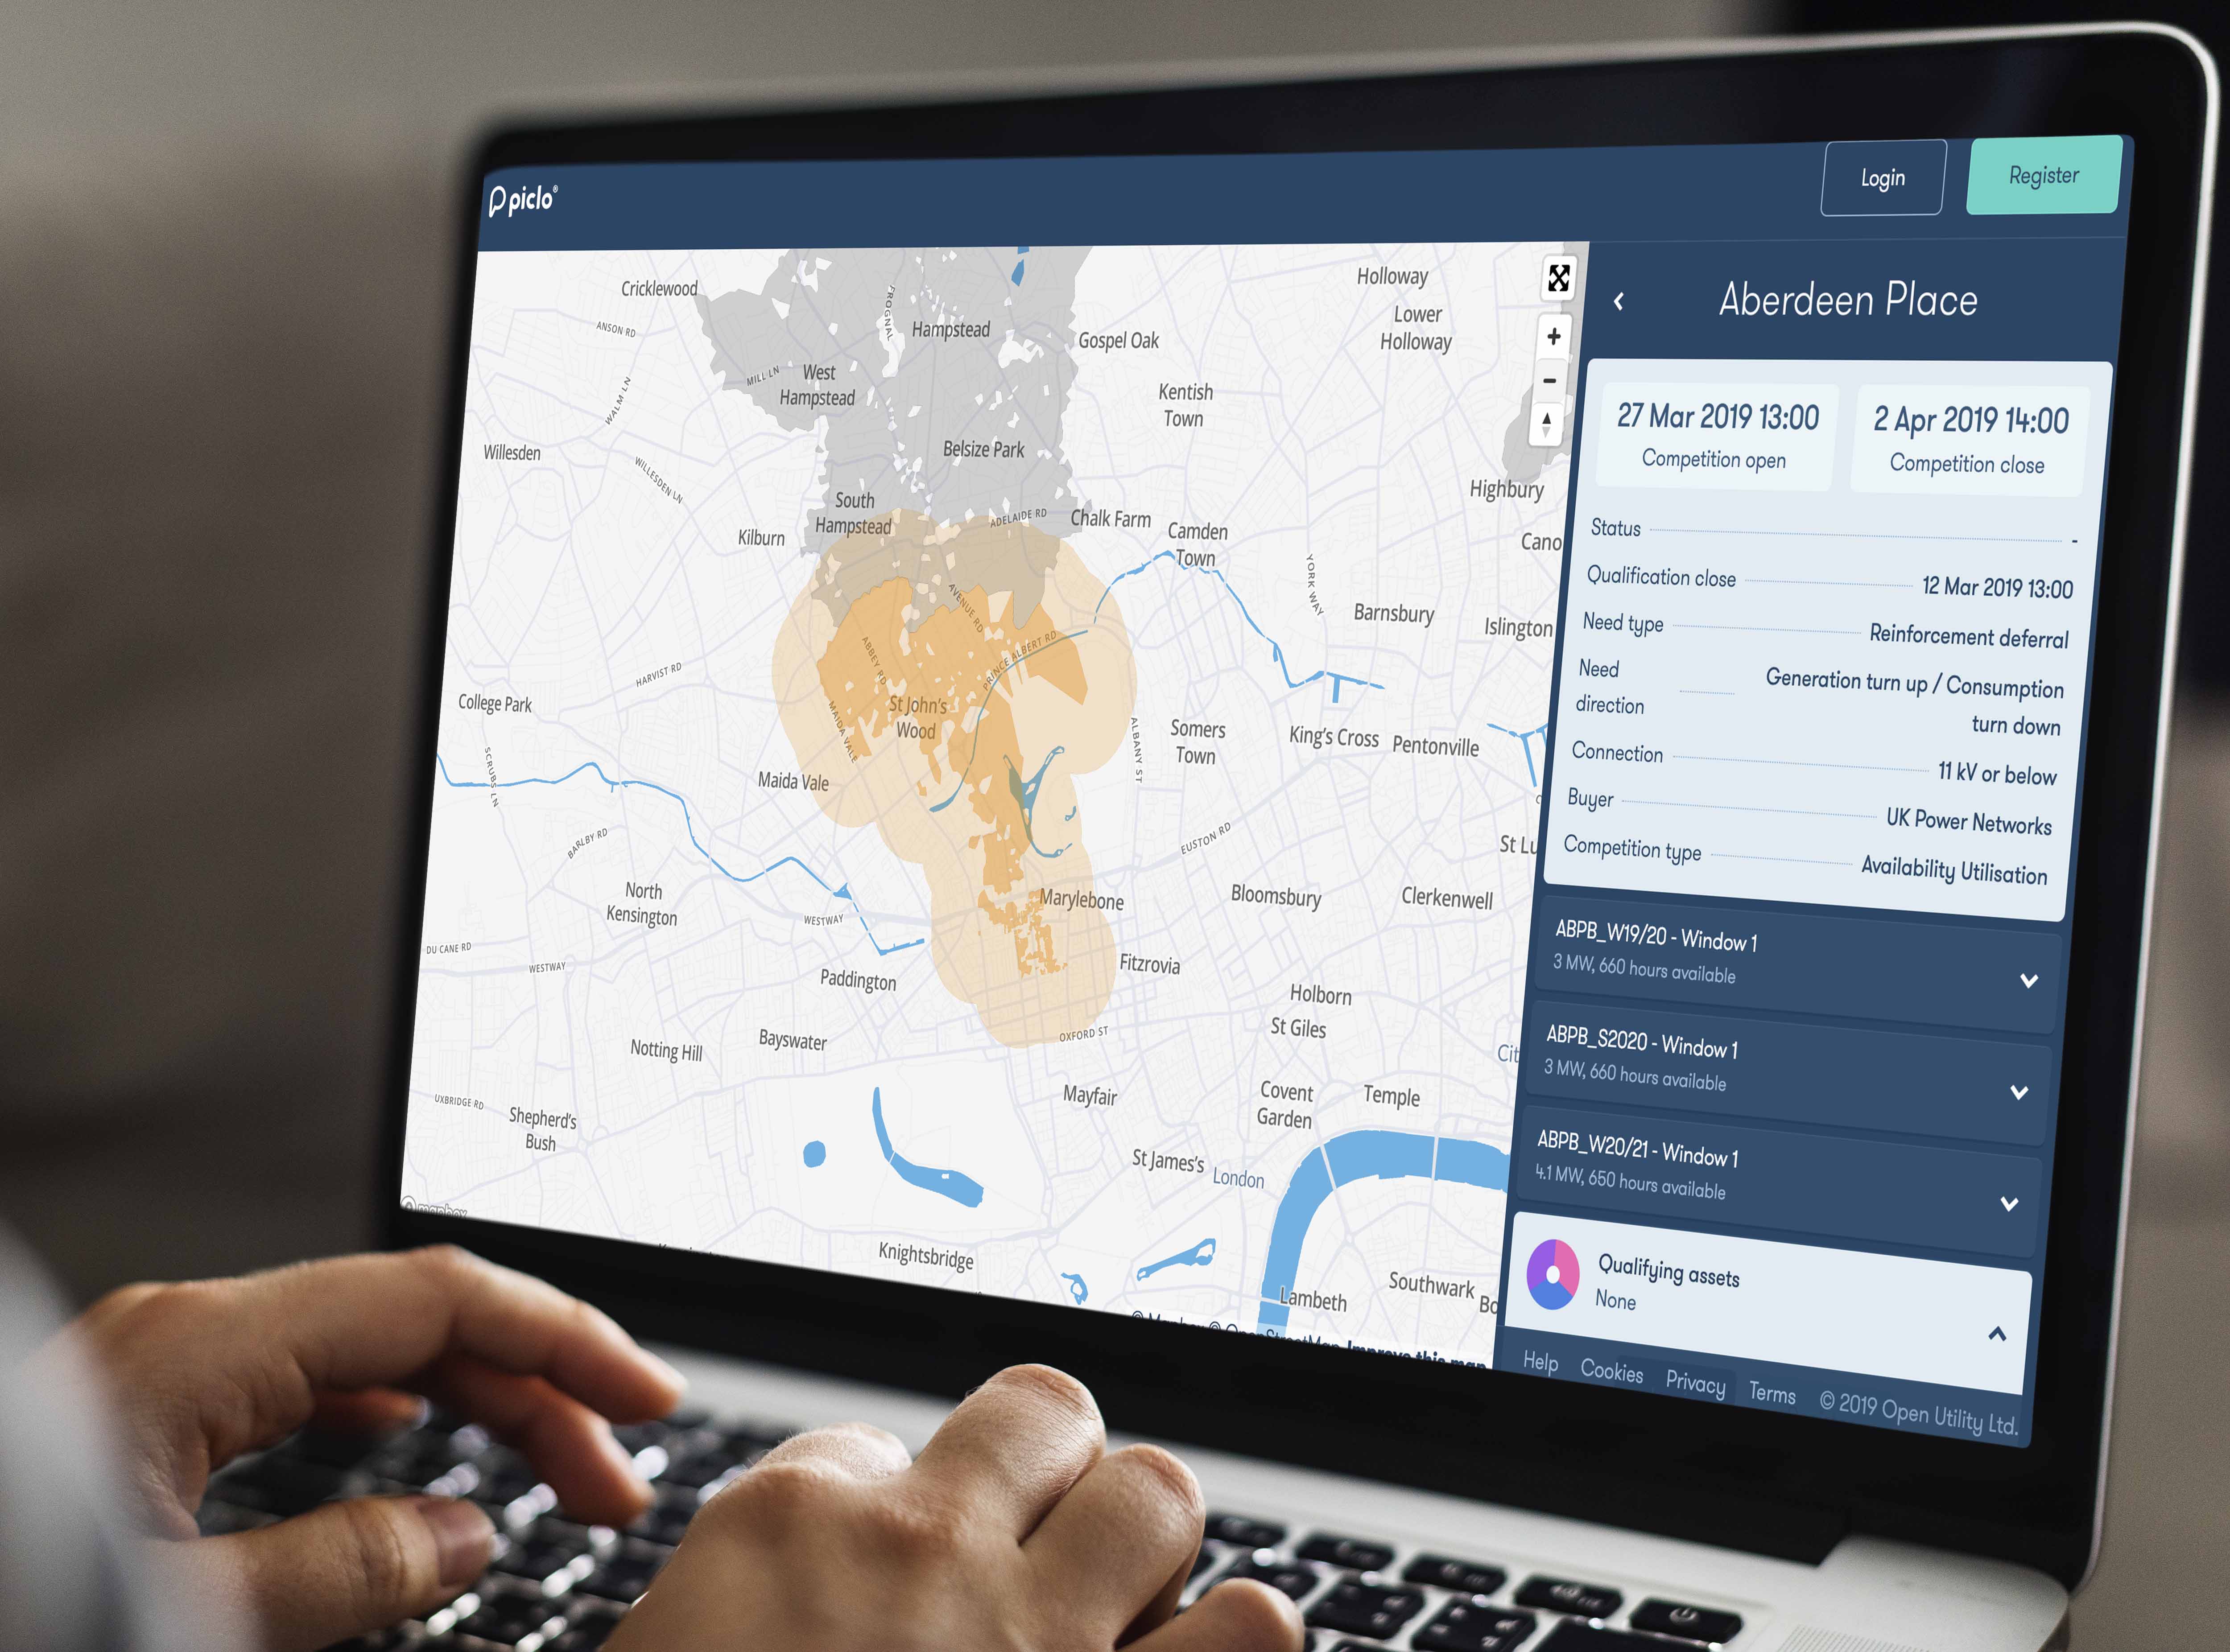 piclo®
Login
Register
Cricklewood
ANSON RD
WALM LN
Willesden
WILLESDEN LN
MILL LN
FROGNAL
Hampstead
West
Hampstead
Gospel Oak
Holloway
Lower
Holloway
Kentish
Town
Belsize Park
South
Hampstead
ADELAIDE RD
Chalk Farm
Camden
Town
Highbury
Kilburn
YORK WAY
AVENUE RD
ABBEY RD
PRINCE ALBERT RD
Barnsbury
Islington
HARVIST RD
College Park
St John's
Wood
MAIDA VALE
SCRUBS LN
Maida Vale
ALBANY ST
Somers
Town
King's Cross
Pentonville
BARLBY RD
EUSTON RD
St Lu
North
Kensington
WESTWAY
Marylebone
Bloomsbury
Clerkenwell
DU CANE RD
WESTWAY
Paddington
Fitzrovia
Holborn
St Giles
Notting Hill
Bayswater
OXFORD ST
Cit
Mayfair
Covent
Garden
Temple
UXBRIDGE RD
Shepherd's
Bush
St James's
London
Knightsbridge
Southwark
Lambeth
Bo
mapbox
© Mapbox © OpenStreetMap Improve this map
Aberdeen Place
27 Mar 2019 13:00
Competition open
2 Apr 2019 14:00
Competition close
Status -
Qualification close 12 Mar 2019 13:00
Need type Reinforcement deferral
Need direction Generation turn up / Consumption
turn down
Connection 11 kV or below
Buyer UK Power Networks
Competition type Availability Utilisation
ABPB_W19/20 - Window 1
3 MW, 660 hours available
ABPB_S2020 - Window 1
3 MW, 660 hours available
ABPB_W20/21 - Window 1
4.1 MW, 650 hours available
Qualifying assets
None
Help Cookies Privacy Terms © 2019 Open Utility Ltd.